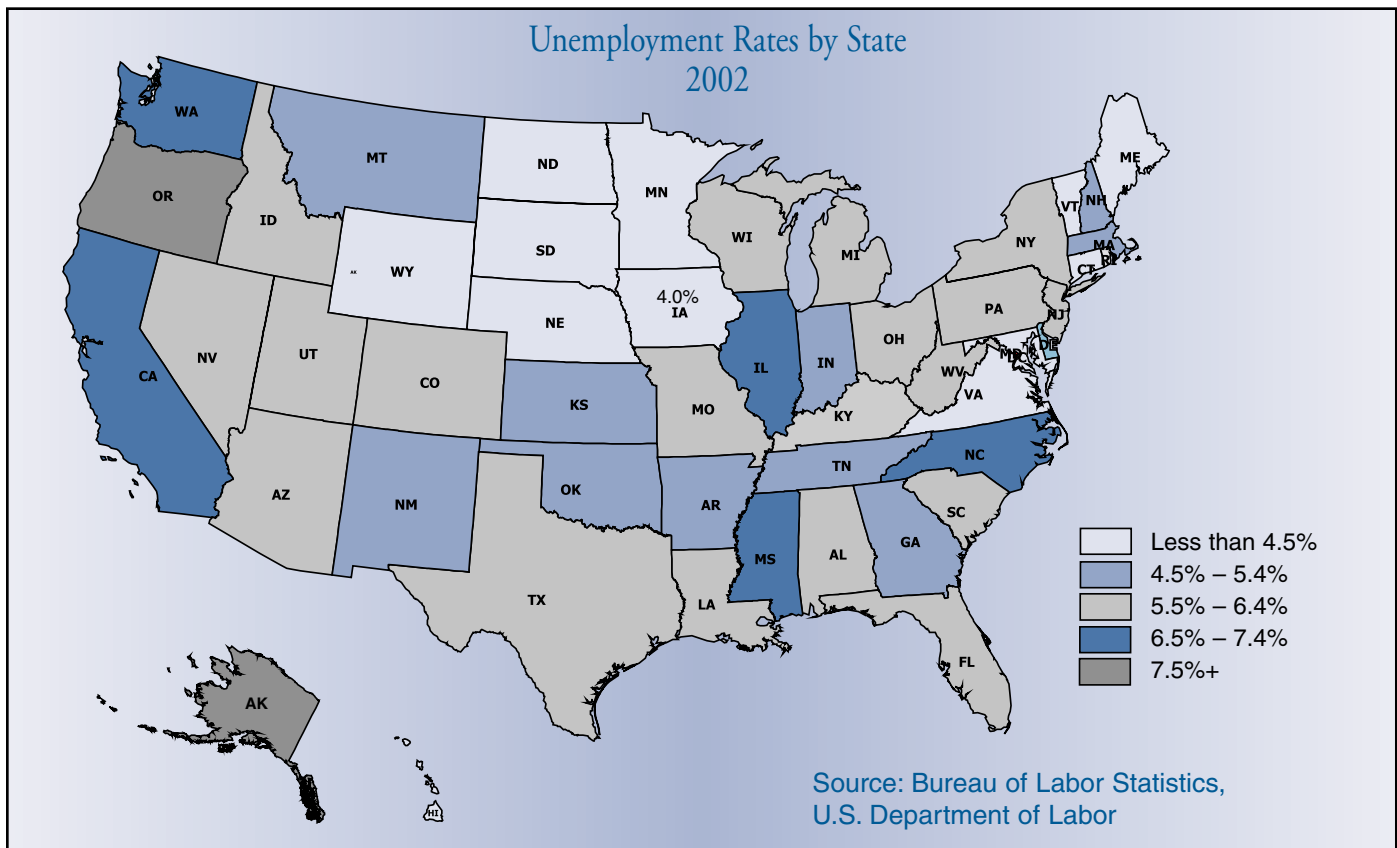 Unemployment Rates by State
2002
WA
MT
ND
MN
ME
OR
ID
VT
NH
WI
NY
SD
MI
MA
WY
AK
CT
RI
4.0%
IA
NE
PA
NJ
OH
DE
NV
UT
IL
IN
MD
DC
CO
WV
CA
VA
KS
MO
KY
NC
TN
AZ
OK
NM
AR
SC
GA
MS
AL
TX
LA
FL
AK
HI
Less than 4.5%
4.5% – 5.4%
5.5% – 6.4%
6.5% – 7.4%
7.5%+
Source: Bureau of Labor Statistics,
U.S. Department of Labor